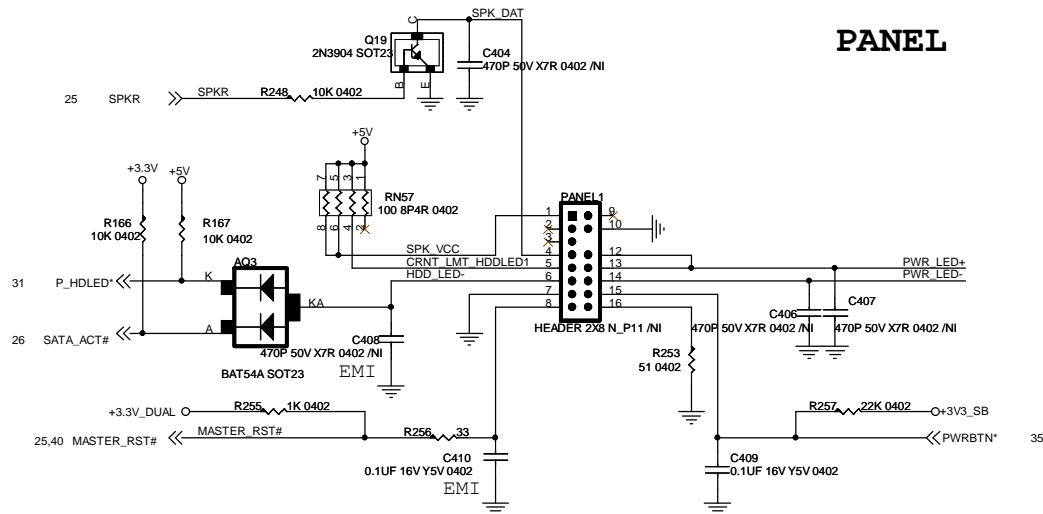 PANEL
SPK_DAT
C
Q19
2N3904 SOT23
C404
470P 50V X7R 0402 /NI
B
E
25 SPKR
SPKR
R248
10K 0402
+5V
7
5
3
1
RN57
100 8P4R 0402
8
6
4
2
+3.3V
+5V
R166
10K 0402
R167
10K 0402
PANEL1
1
2
3
4
5
6
7
8
9
10
12
13
14
15
16
HEADER 2X8 N_P11 /NI
SPK_VCC
CRNT_LMT_HDDLED1
HDD_LED-
PWR_LED+
PWR_LED-
31 P_HDLED*
AQ3
K
KA
A
26 SATA_ACT#
BAT54A SOT23
C408
470P 50V X7R 0402 /NI
EMI
C406
470P 50V X7R 0402 /NI
C407
470P 50V X7R 0402 /NI
R253
51 0402
+3.3V_DUAL
R255
1K 0402
25,40 MASTER_RST#
MASTER_RST#
R256
33
C410
0.1UF 16V Y5V 0402
EMI
R257
22K 0402
+3V3_SB
PWRBTN* 35
C409
0.1UF 16V Y5V 0402